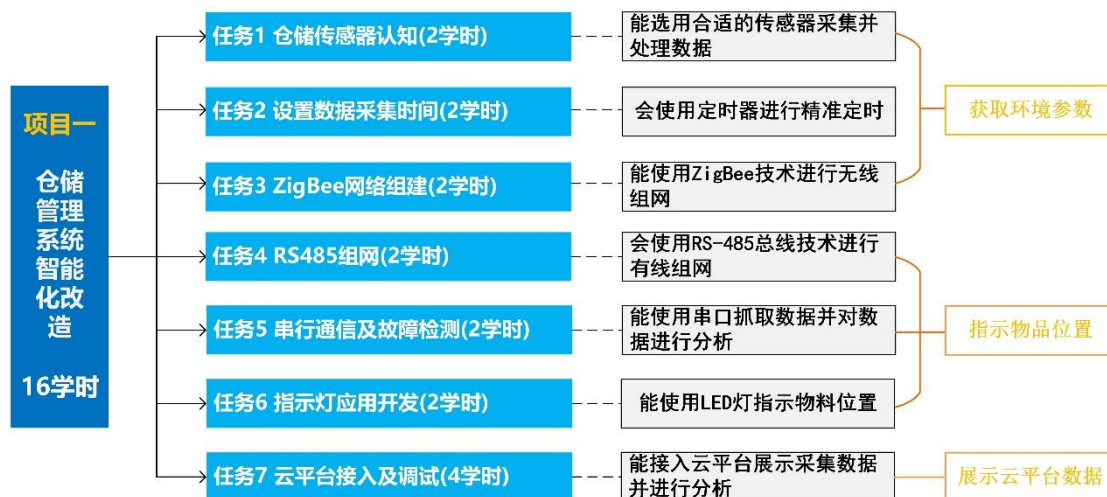 项目一
仓储
管理
系统
智能
化改
造
16学时
任务1 仓储传感器认知(2学时)
能选用合适的传感器采集并
处理数据
任务2 设置数据采集时间(2学时)
会使用定时器进行精准定时
任务3 ZigBee网络组建(2学时)
能使用ZigBee技术进行无线
组网
获取环境参数
任务4 RS485组网(2学时)
会使用RS-485总线技术进行
有线组网
任务5 串行通信及故障检测(2学时)
能使用串口抓取数据并对数
据进行分析
任务6 指示灯应用开发(2学时)
能使用LED灯指示物料位置
指示物品位置
任务7 云平台接入及调试(4学时)
能接入云平台展示采集数据
并进行分析
展示云平台数据